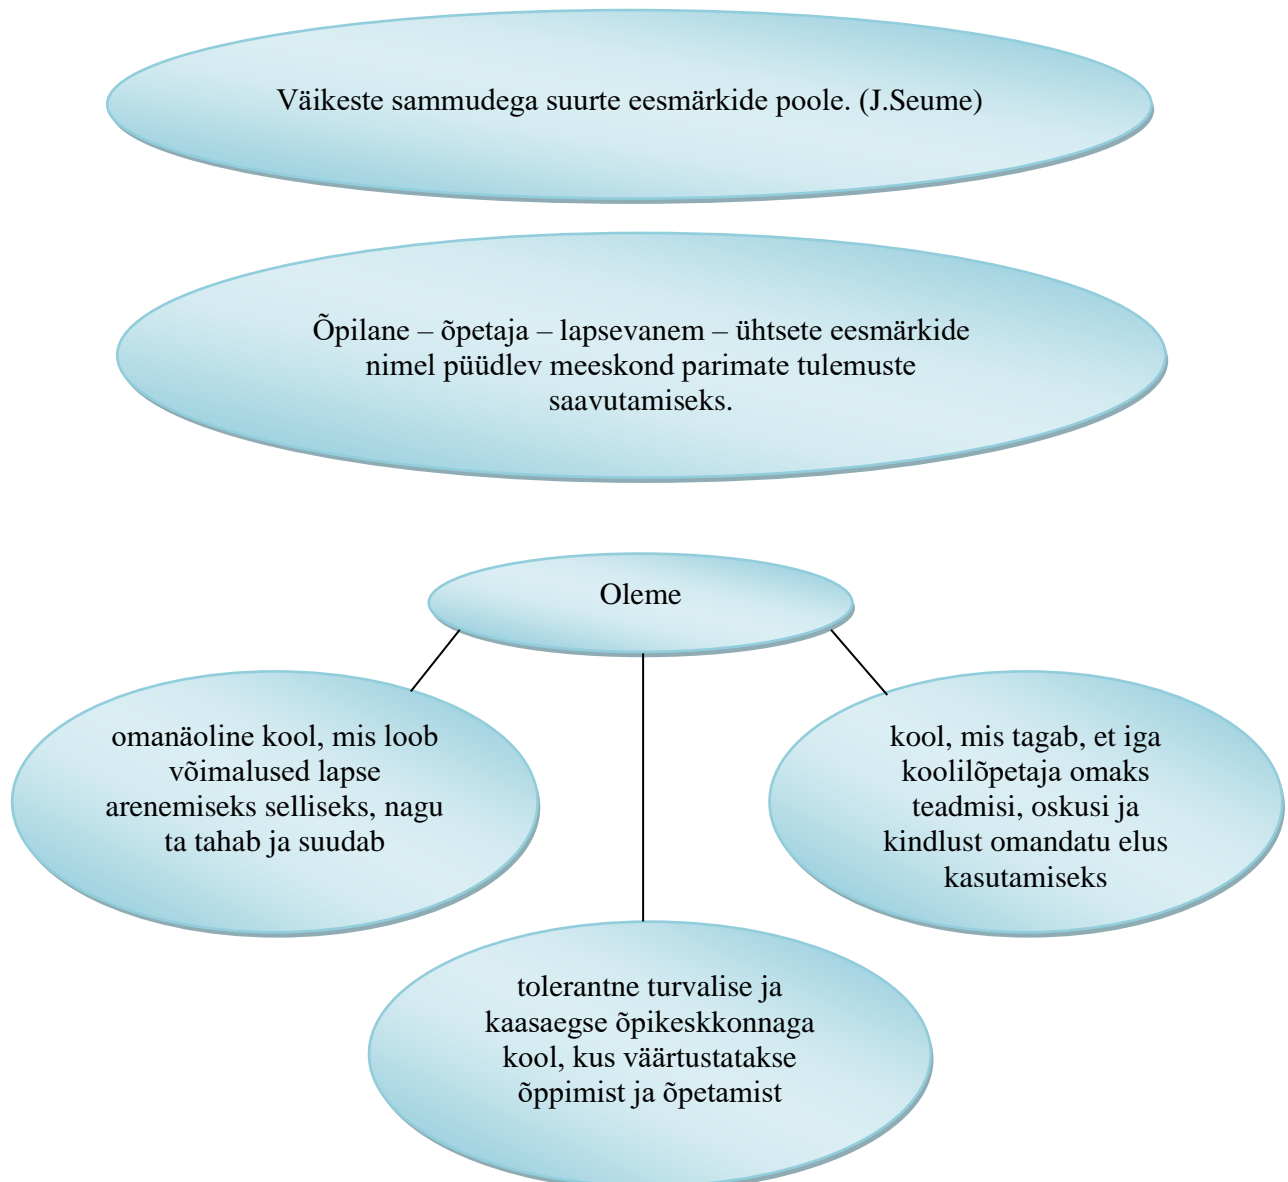 Väikeste sammudega suurte eesmärkide poole. (J.Seume)
Õpilane – õpetaja – lapsevanem – ühtsete eesmärkide
nimel püüdlev meeskond parimate tulemuste
saavutamiseks.
Oleme
omanäoline kool, mis loob
võimalused lapse
arenemiseks selliseks, nagu
ta tahab ja suudab
kool, mis tagab, et iga
koolilõpetaja omaks
teadmisi, oskusi ja
kindlust omandatu elus
kasutamiseks
tolerantne turvalise ja
kaasaegse õpikeskkonnaga
kool, kus väärtustatakse
õppimist ja õpetamist